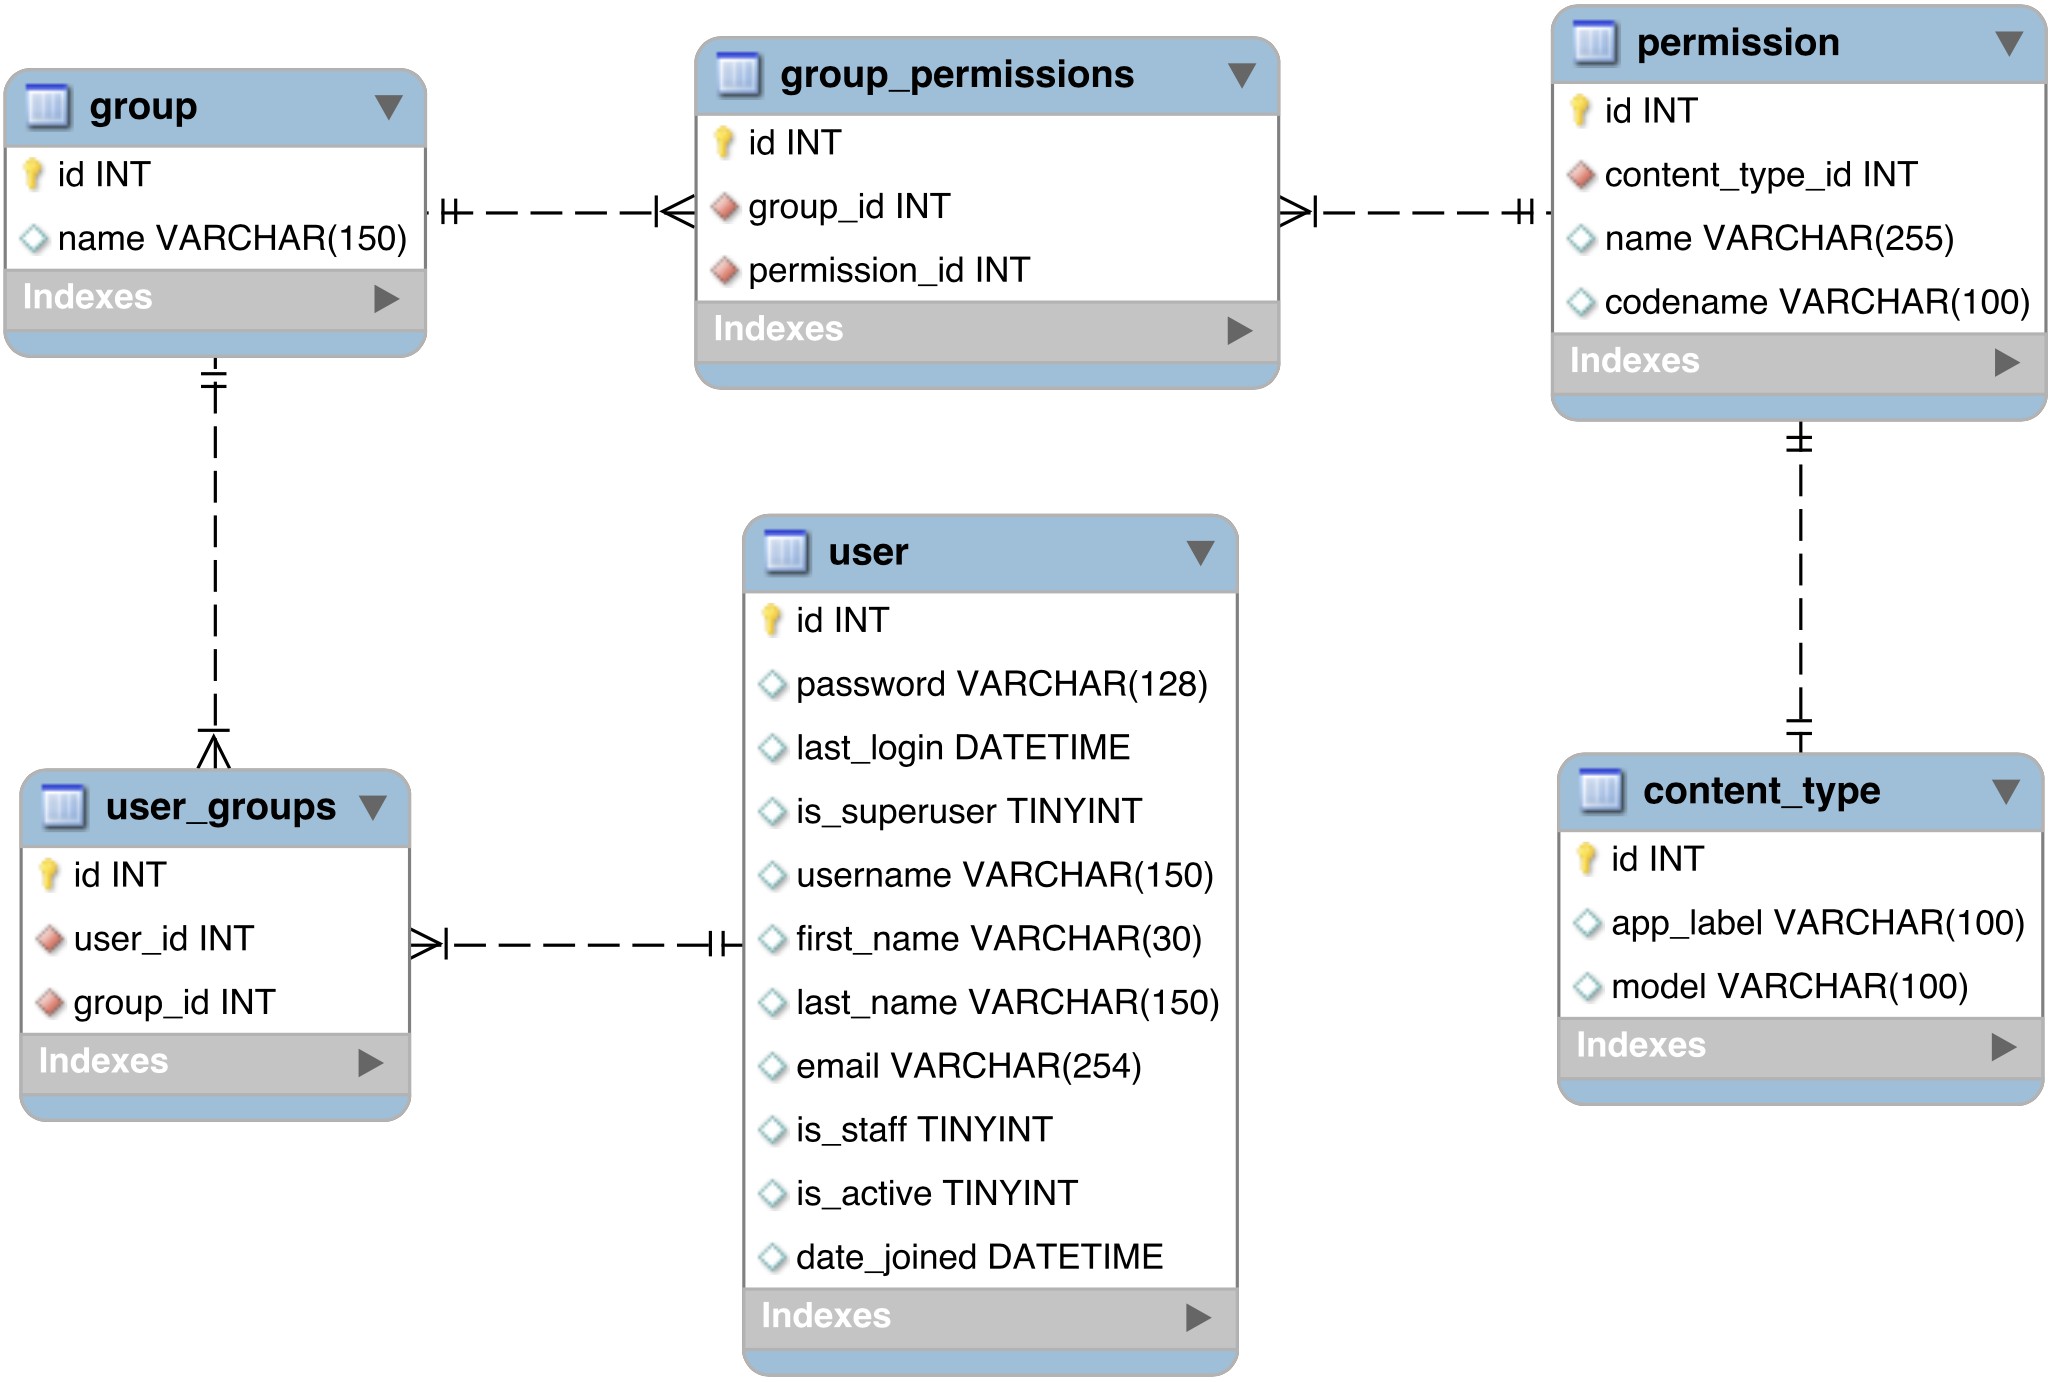 group
id INT
name VARCHAR(150)
Indexes
group_permissions
id INT
group_id INT
permission_id INT
Indexes
permission
id INT
content_type_id INT
name VARCHAR(255)
codename VARCHAR(100)
Indexes
user_groups
id INT
user_id INT
group_id INT
Indexes
user
id INT
password VARCHAR(128)
last_login DATETIME
is_superuser TINYINT
username VARCHAR(150)
first_name VARCHAR(30)
last_name VARCHAR(150)
email VARCHAR(254)
is_staff TINYINT
is_active TINYINT
date_joined DATETIME
Indexes
content_type
id INT
app_label VARCHAR(100)
model VARCHAR(100)
Indexes